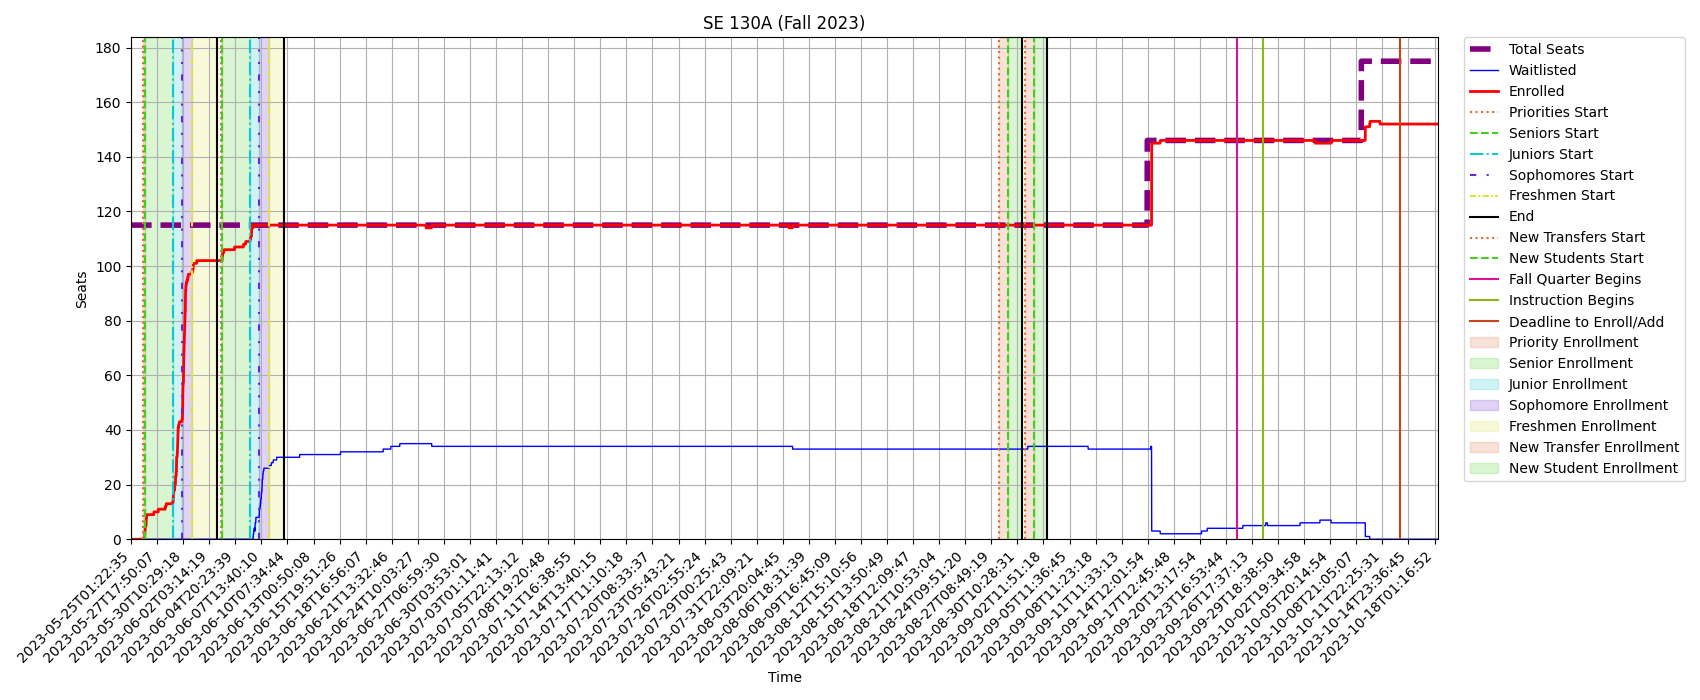 SE 130A (Fall 2023)
Seats
180
160
140
120
100
80
60
40
20
0
2023-05-25T01:22:35
2023-05-27T17:50:07
2023-05-30T10:29:18
2023-06-02T03:14:19
2023-06-04T20:23:39
2023-06-07T13:40:10
2023-06-10T07:34:44
2023-06-13T00:50:08
2023-06-15T19:51:26
2023-06-18T16:56:07
2023-06-21T13:32:46
2023-06-24T10:03:27
2023-06-27T06:59:30
2023-06-30T03:53:01
2023-07-03T01:11:41
2023-07-05T22:13:12
2023-07-08T19:20:48
2023-07-11T16:38:55
2023-07-14T13:40:15
2023-07-17T11:10:18
2023-07-20T08:33:37
2023-07-23T05:43:21
2023-07-26T02:55:24
2023-07-29T00:25:43
2023-07-31T22:09:21
2023-08-03T20:04:45
2023-08-06T18:31:39
2023-08-09T16:45:09
2023-08-12T15:10:56
2023-08-15T13:50:49
2023-08-18T12:09:47
2023-08-21T10:53:04
2023-08-24T09:51:20
2023-08-27T08:49:19
2023-08-30T10:28:31
2023-09-02T11:51:18
2023-09-05T11:36:45
2023-09-08T11:23:18
2023-09-11T11:33:13
2023-09-14T12:01:54
2023-09-17T12:45:48
2023-09-20T13:17:54
2023-09-23T16:53:44
2023-09-26T17:37:13
2023-09-29T18:38:50
2023-10-02T19:34:58
2023-10-05T20:14:54
2023-10-08T21:05:07
2023-10-11T22:25:31
2023-10-14T23:36:45
2023-10-18T01:16:52
Time
Total Seats
Waitlisted
Enrolled
Priorities Start
Seniors Start
Juniors Start
Sophomores Start
Freshmen Start
End
New Transfers Start
New Students Start
Fall Quarter Begins
Instruction Begins
Deadline to Enroll/Add
Priority Enrollment
Senior Enrollment
Junior Enrollment
Sophomore Enrollment
Freshmen Enrollment
New Transfer Enrollment
New Student Enrollment